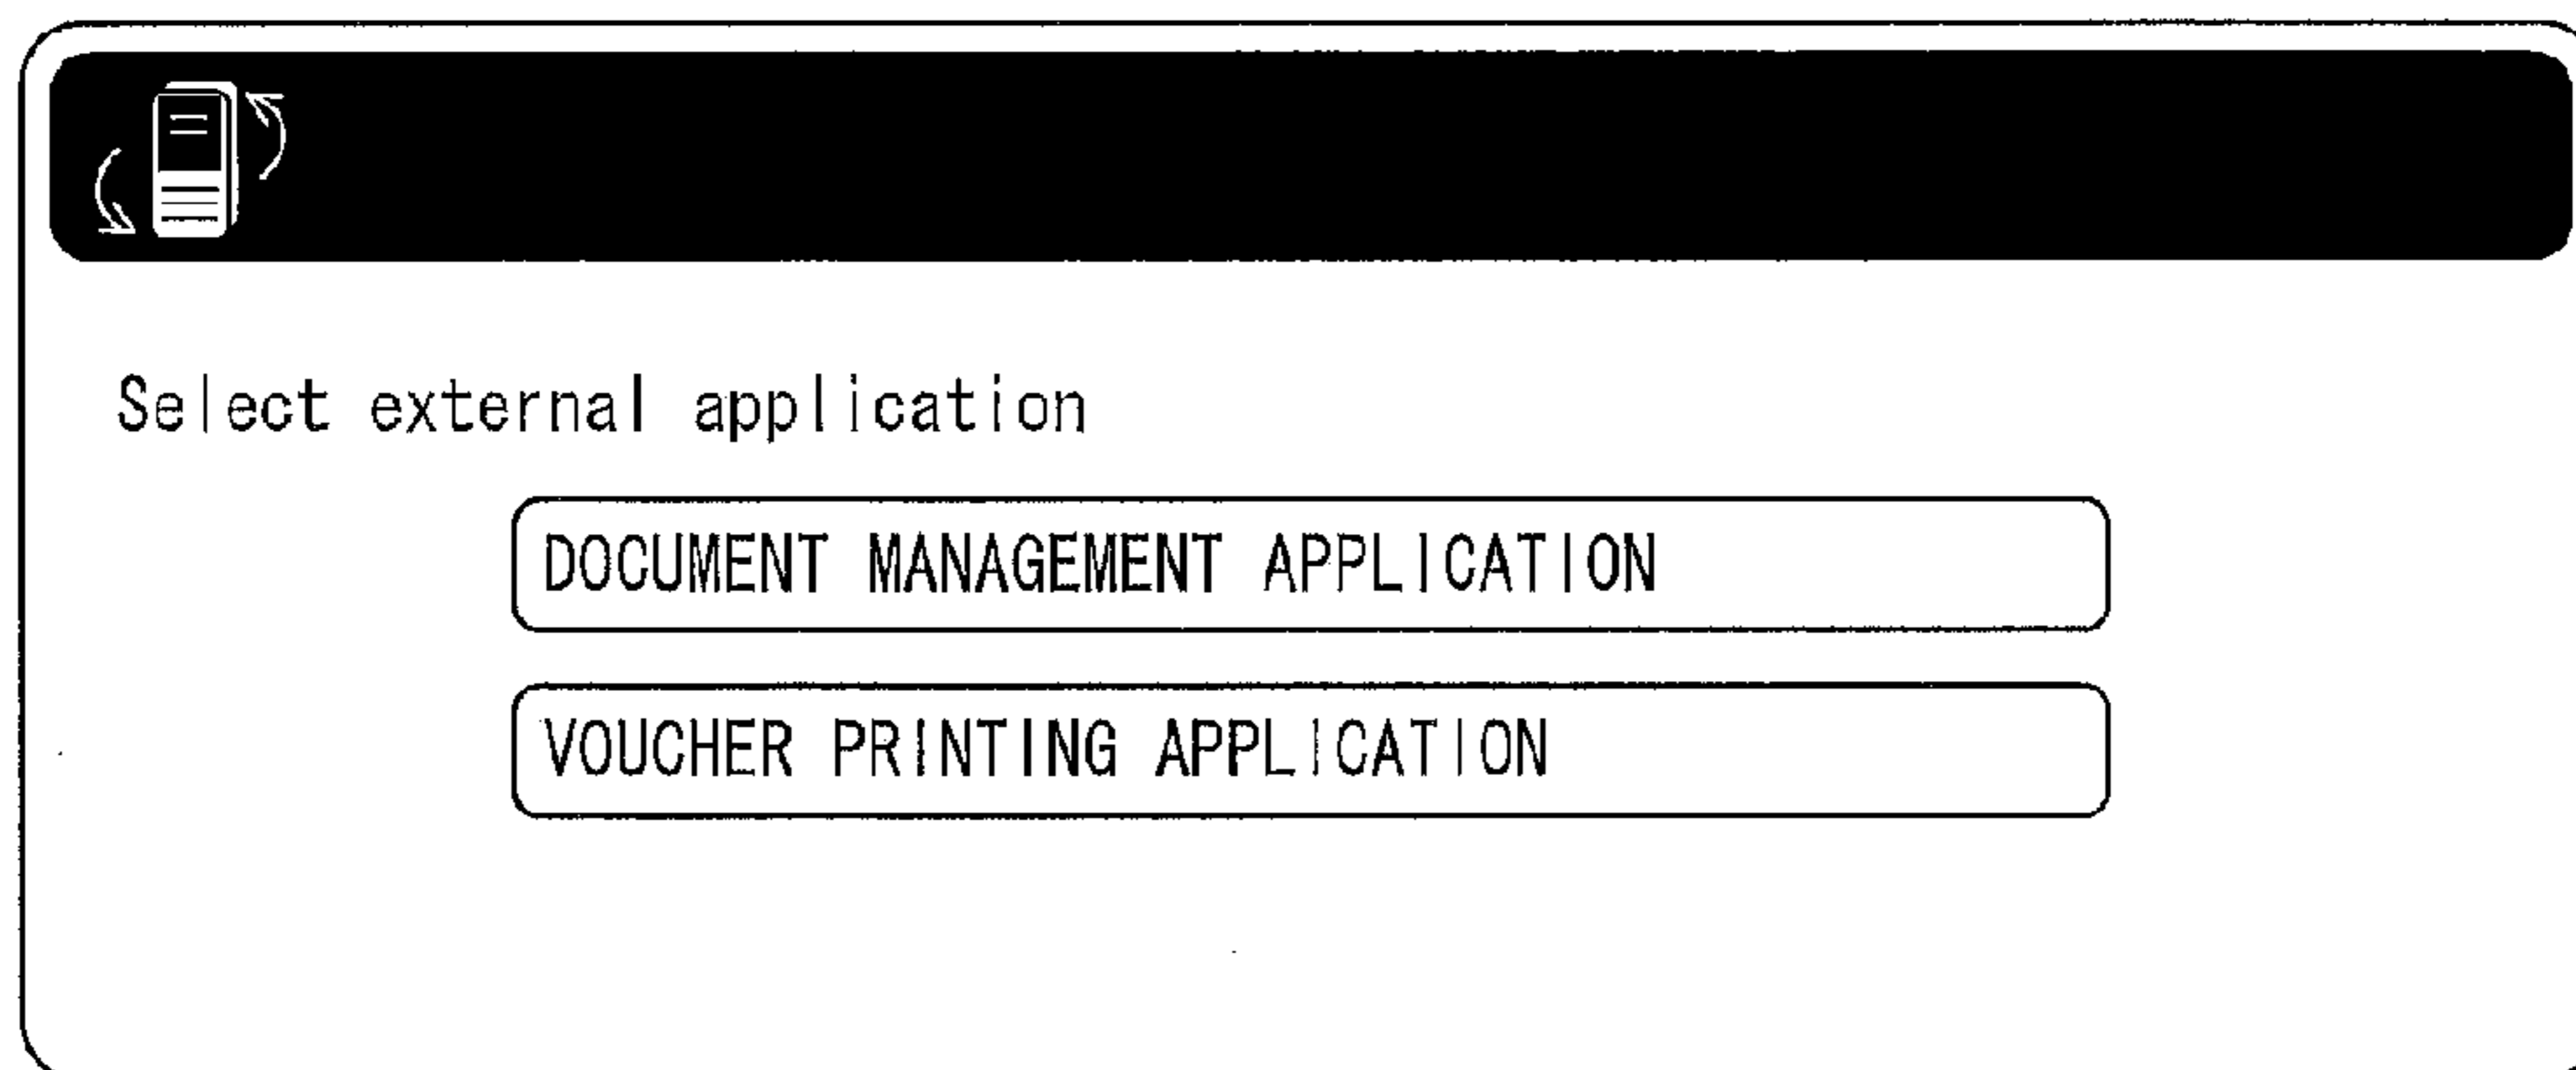 Select external application
DOCUMENT MANAGEMENT APPLICATION
VOUCHER PRINTING APPLICATION